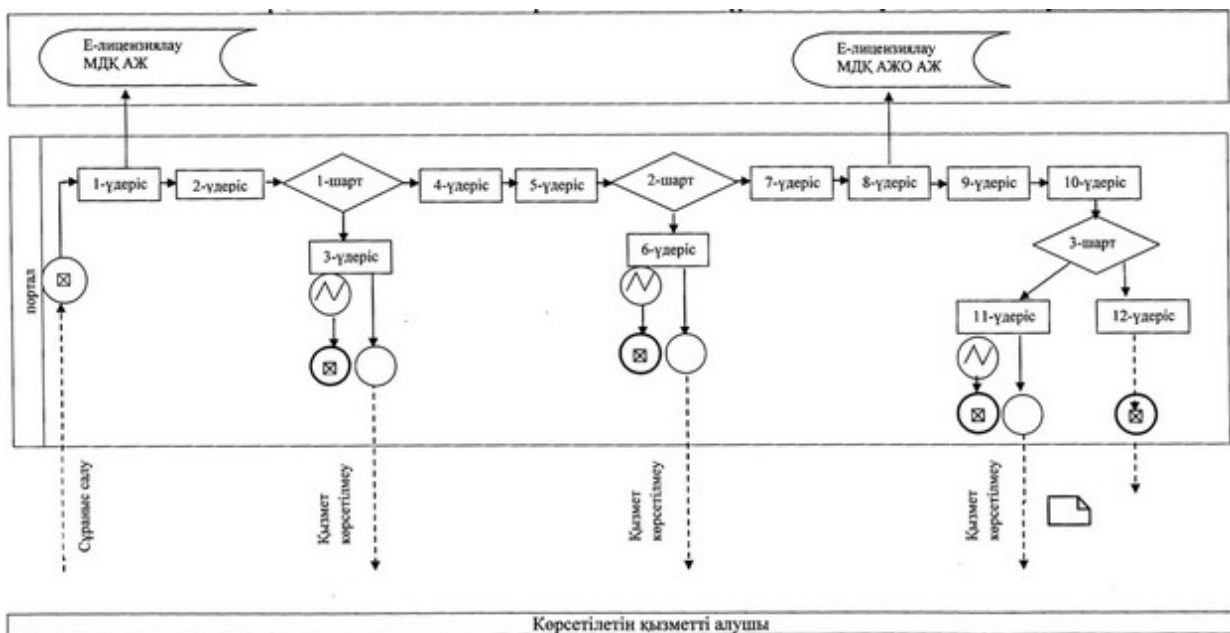 Е-лицензиялау
МДҚ АЖ
Е-лицензиялау
МДҚ АЖО АЖ
портал
1-үдеріс
2-үдеріс
1-шарт
4-үдеріс
5-үдеріс
2-шарт
7-үдеріс
8-үдеріс
9-үдеріс
10-үдеріс
3-үдеріс
6-үдеріс
3-шарт
11-үдеріс
12-үдеріс
Сұраныс салу
Қызмет
көрсетілмеу
Қызмет
көрсетілмеу
Қызмет
көрсетілмеу
Көрсетілетін қызметті алушы